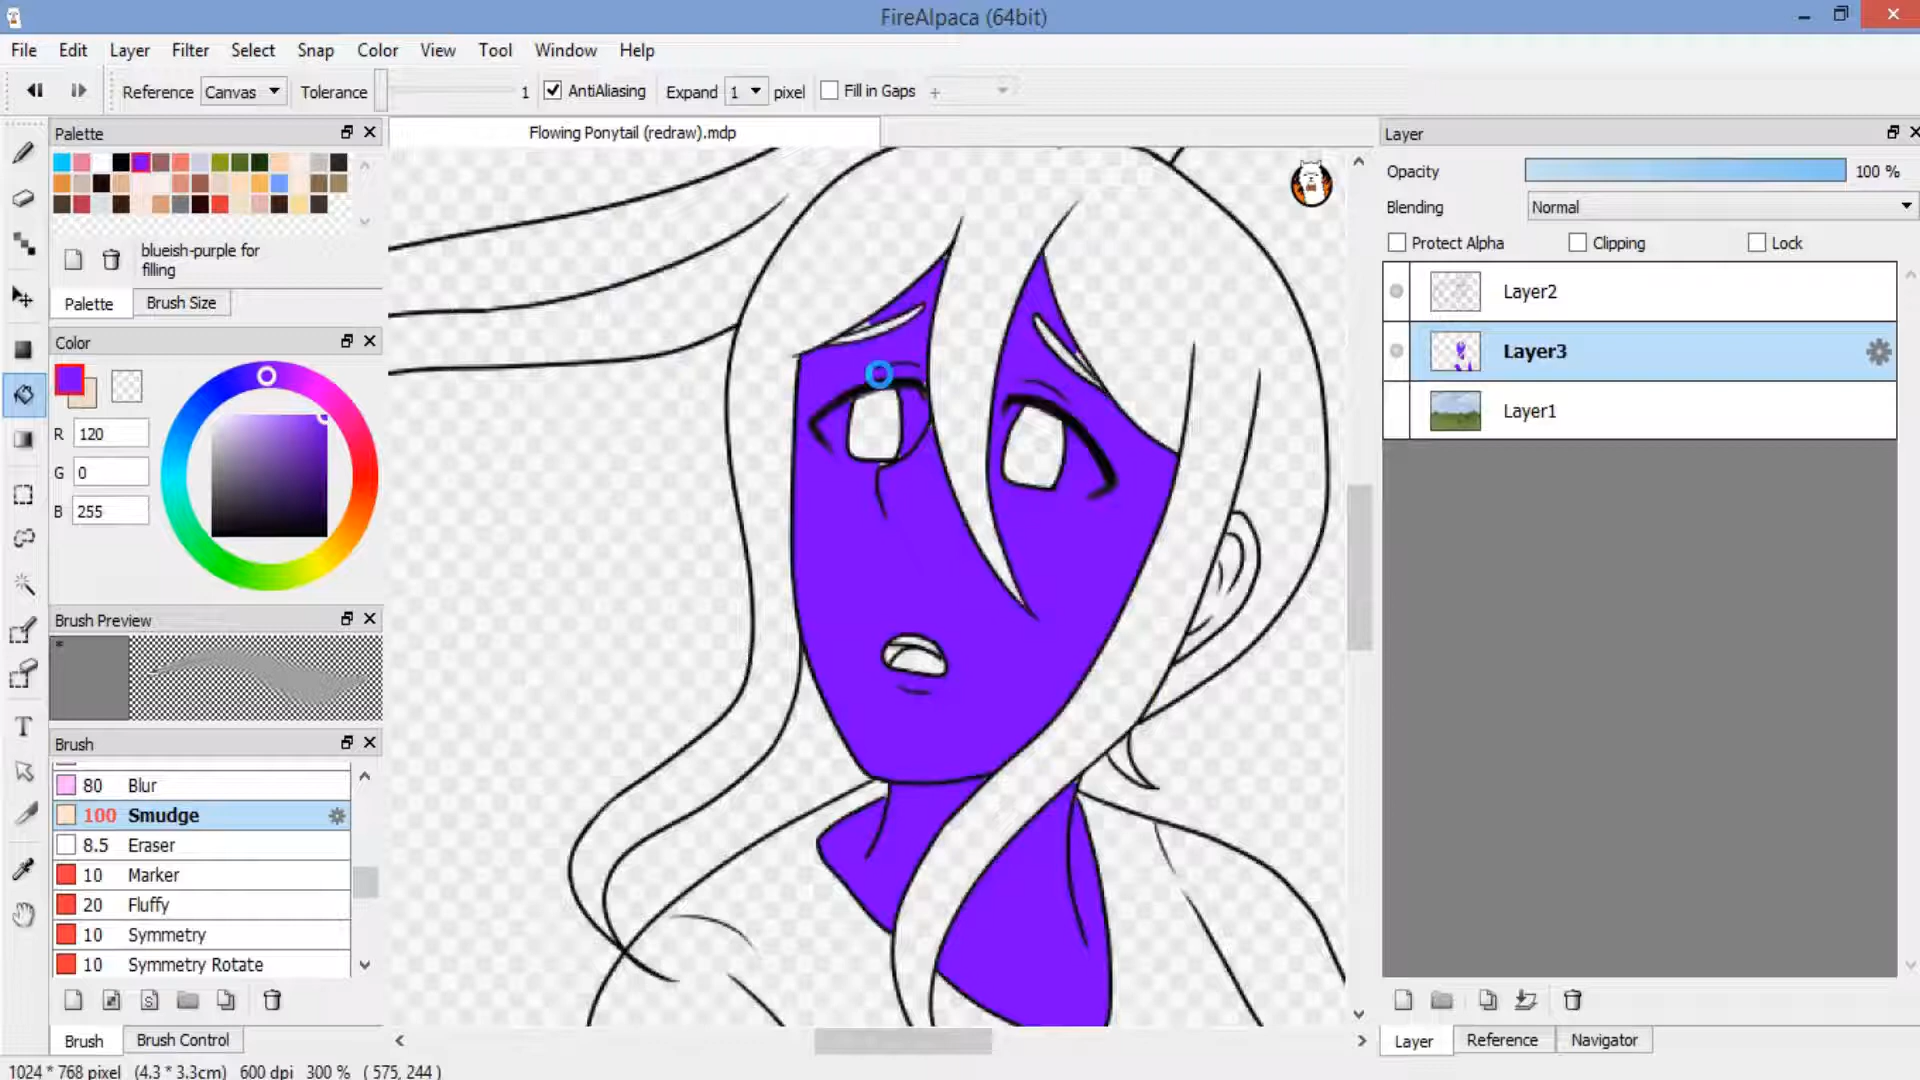 FireAlpaca (64bit)
File Edit Layer Filter Select Snap Color View Tool Window Help
Reference Canvas Tolerance 1 AntiAliasing Expand 1 pixel Fill in Gaps +
Palette
blueish-purple for
filling
Palette Brush Size
Color
R 120
G 0
B 255
Brush Preview
*
Brush
80 Blur
100 Smudge
8.5 Eraser
10 Marker
20 Fluffy
10 Symmetry
10 Symmetry Rotate
S
Brush Brush Control
T
Flowing Ponytail (redraw).mdp
Layer
Opacity 100 %
Blending Normal
Protect Alpha Clipping Lock
Layer2
Layer3
Layer1
Layer Reference Navigator
1024 * 768 pixel (4.3 * 3.3cm) 600 dpi 300 % ( 575, 244 )